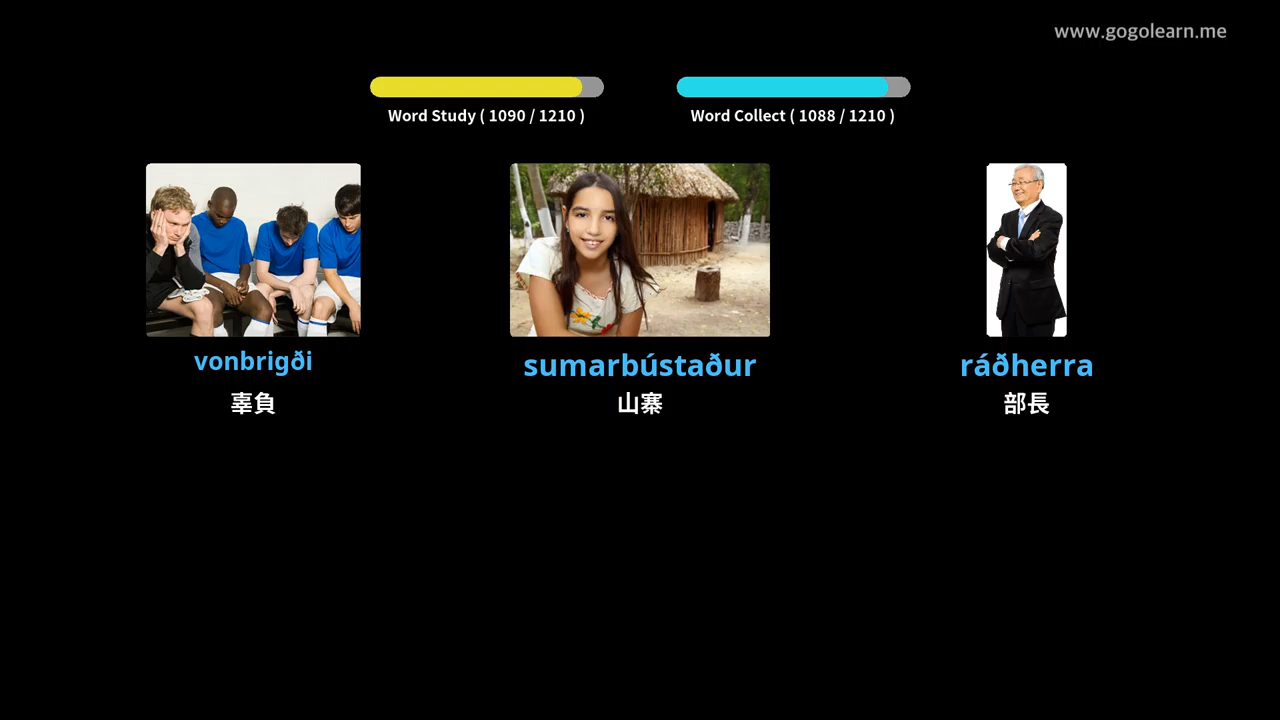 www.gogolearn.me
Word Study ( 1090 / 1210 )
Word Collect ( 1088 / 1210 )
vonbrigði
sumarbústaður
ráðherra
辜負
山寨
部長